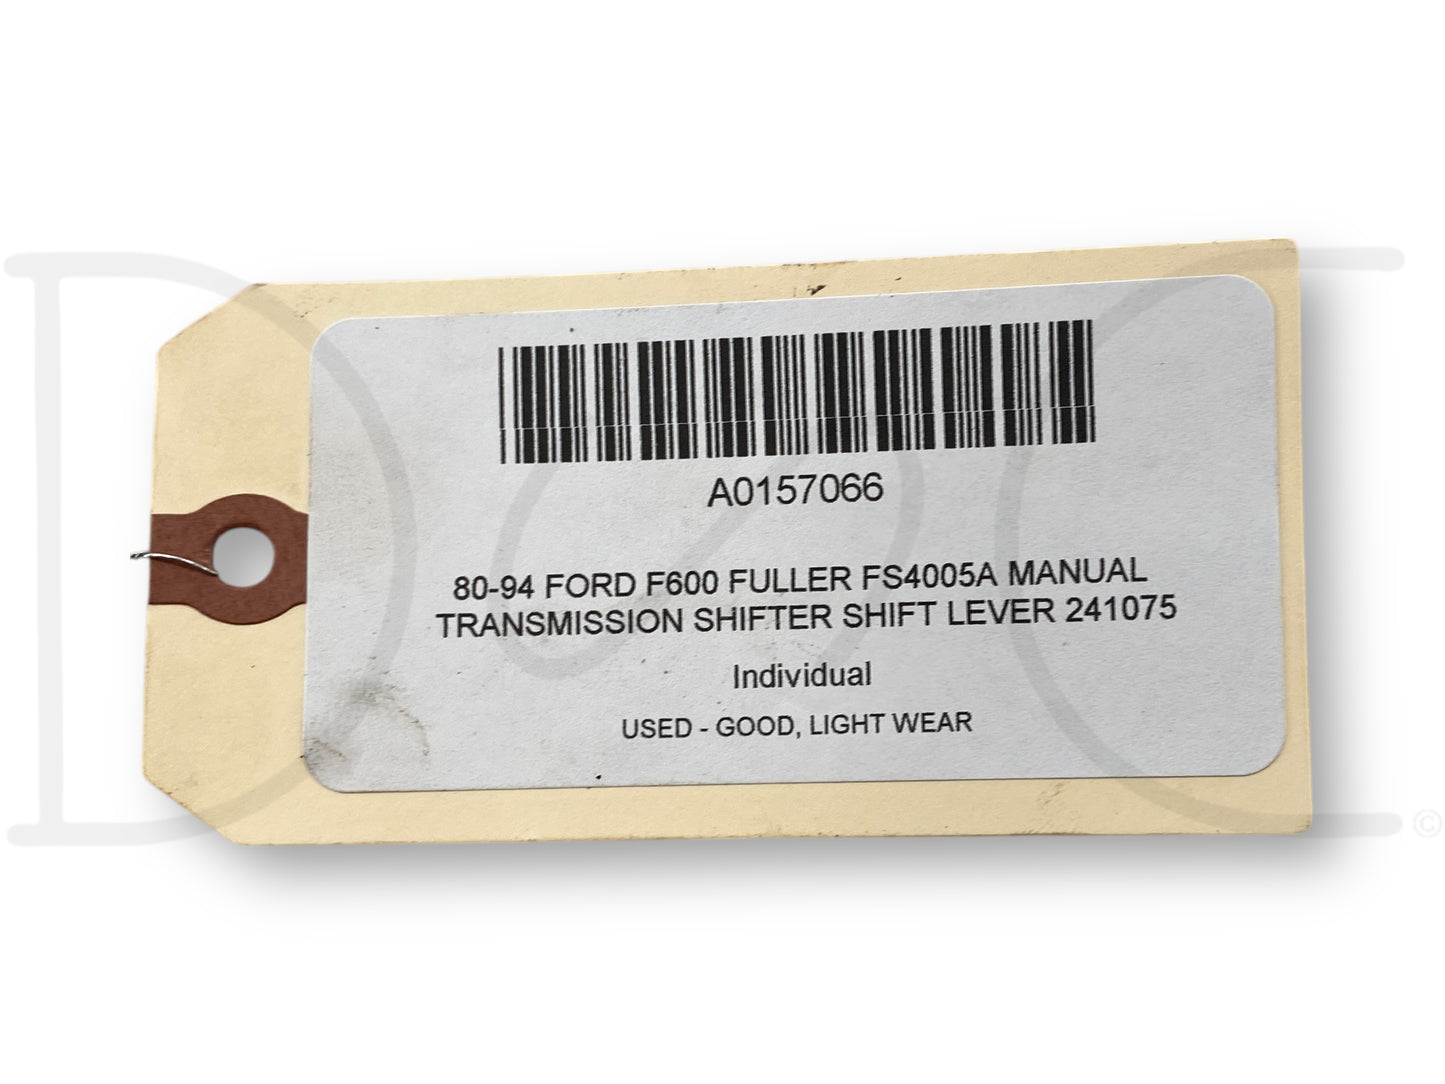 A0157066
80-94 FORD F600 FULLER FS4005A MANUAL
TRANSMISSION SHIFTER SHIFT LEVER 241075
Individual
USED - GOOD, LIGHT WEAR
©